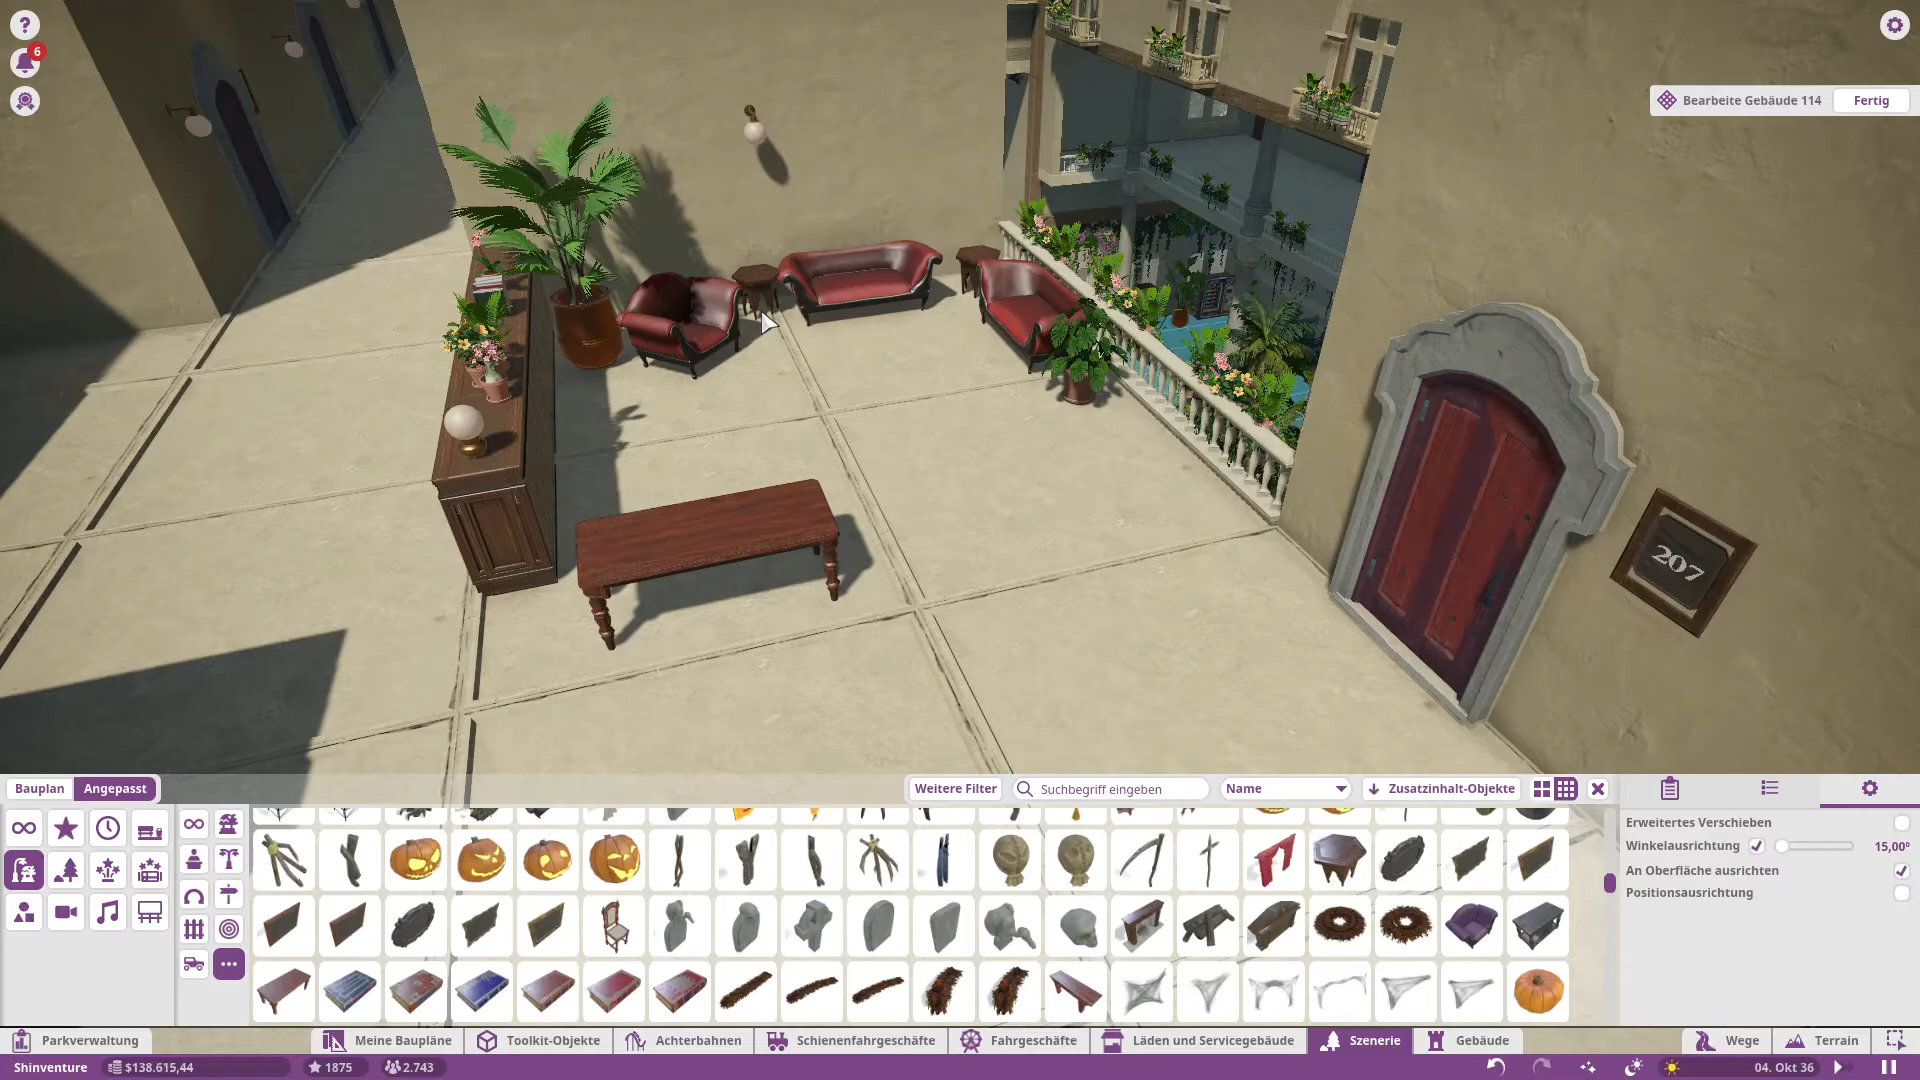 ?
6
Bearbeite Gebäude 114
Fertig
207
Bauplan
Angepasst
Weitere Filter
Suchbegriff eingeben
Name
Zusatzinhalt-Objekte
Erweitertes Verschieben
Winkelausrichtung
15,00°
An Oberfläche ausrichten
Positionsausrichtung
Parkverwaltung
Meine Baupläne
Toolkit-Objekte
Achterbahnen
Schienenfahrgeschäfte
Fahrgeschäfte
Läden und Servicegebäude
Szenerie
Gebäude
Wege
Terrain
Shinventure
$138.615,44
1875
2.743
04. Okt 36